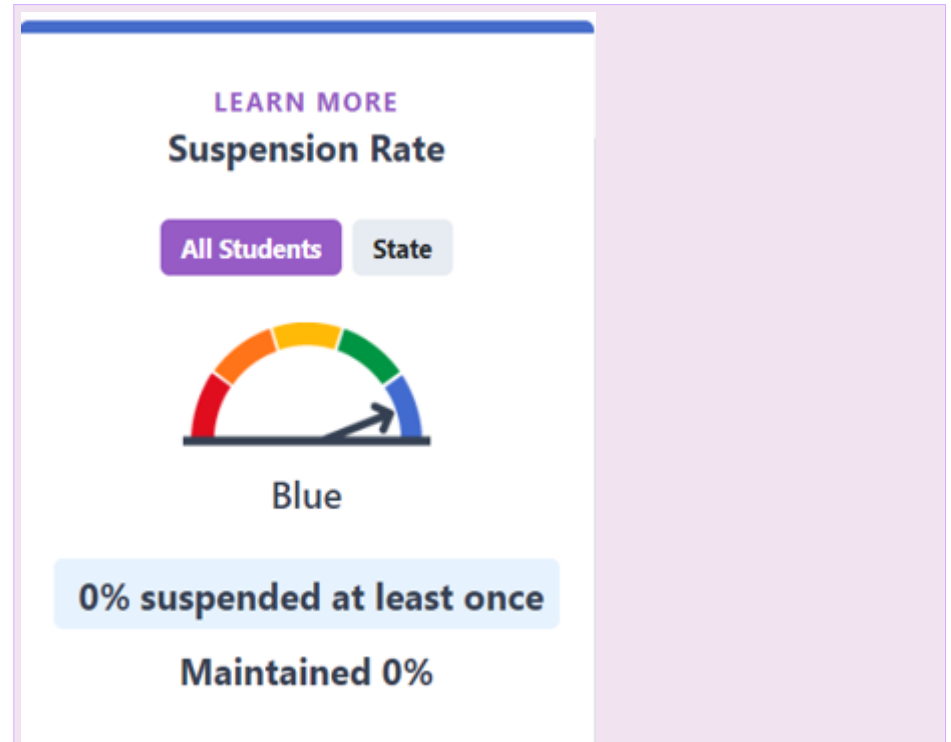 LEARN MORE
Suspension Rate
All Students State
Blue
0% suspended at least once
Maintained 0%